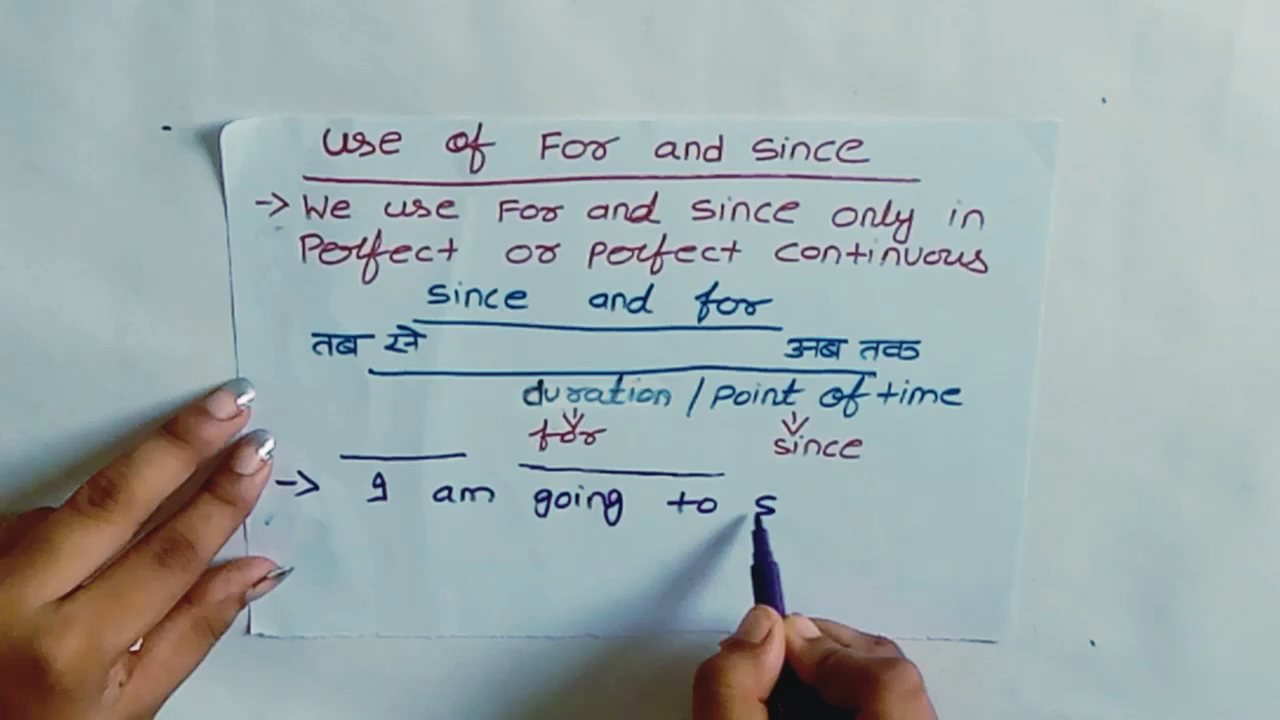 use of For and since
→ We use For and since only in
Perfect or perfect continuous
since and for
तब से अब तक
duration / point of time
for since
→ I am going to s